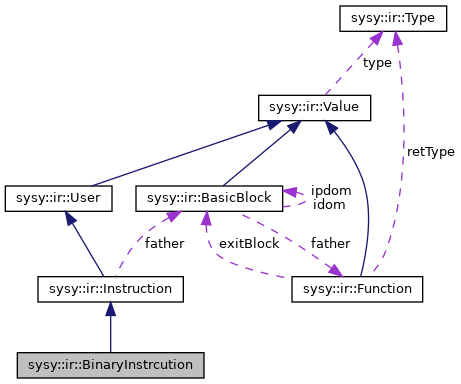 sysy::ir::Type
type
sysy::ir::Value
retType
sysy::ir::User
sysy::ir::BasicBlock
ipdom
idom
father
exitBlock
father
sysy::ir::Instruction
sysy::ir::Function
sysy::ir::BinaryInstrcution